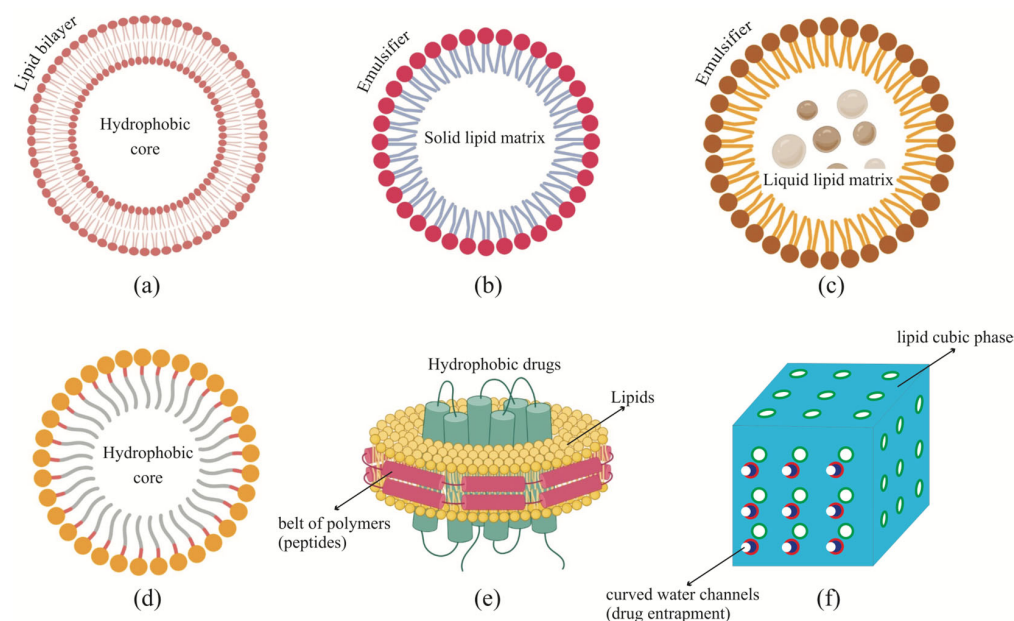 Lipid bilayer
Hydrophobic
core
(a)
Emulsifier
Solid lipid matrix
(b)
Emulsifier
Liquid lipid matrix
(c)
Hydrophobic
core
(d)
Hydrophobic drugs
Lipids
belt of polymers
(peptides)
(e)
lipid cubic phase
curved water channels
(drug entrapment)
(f)